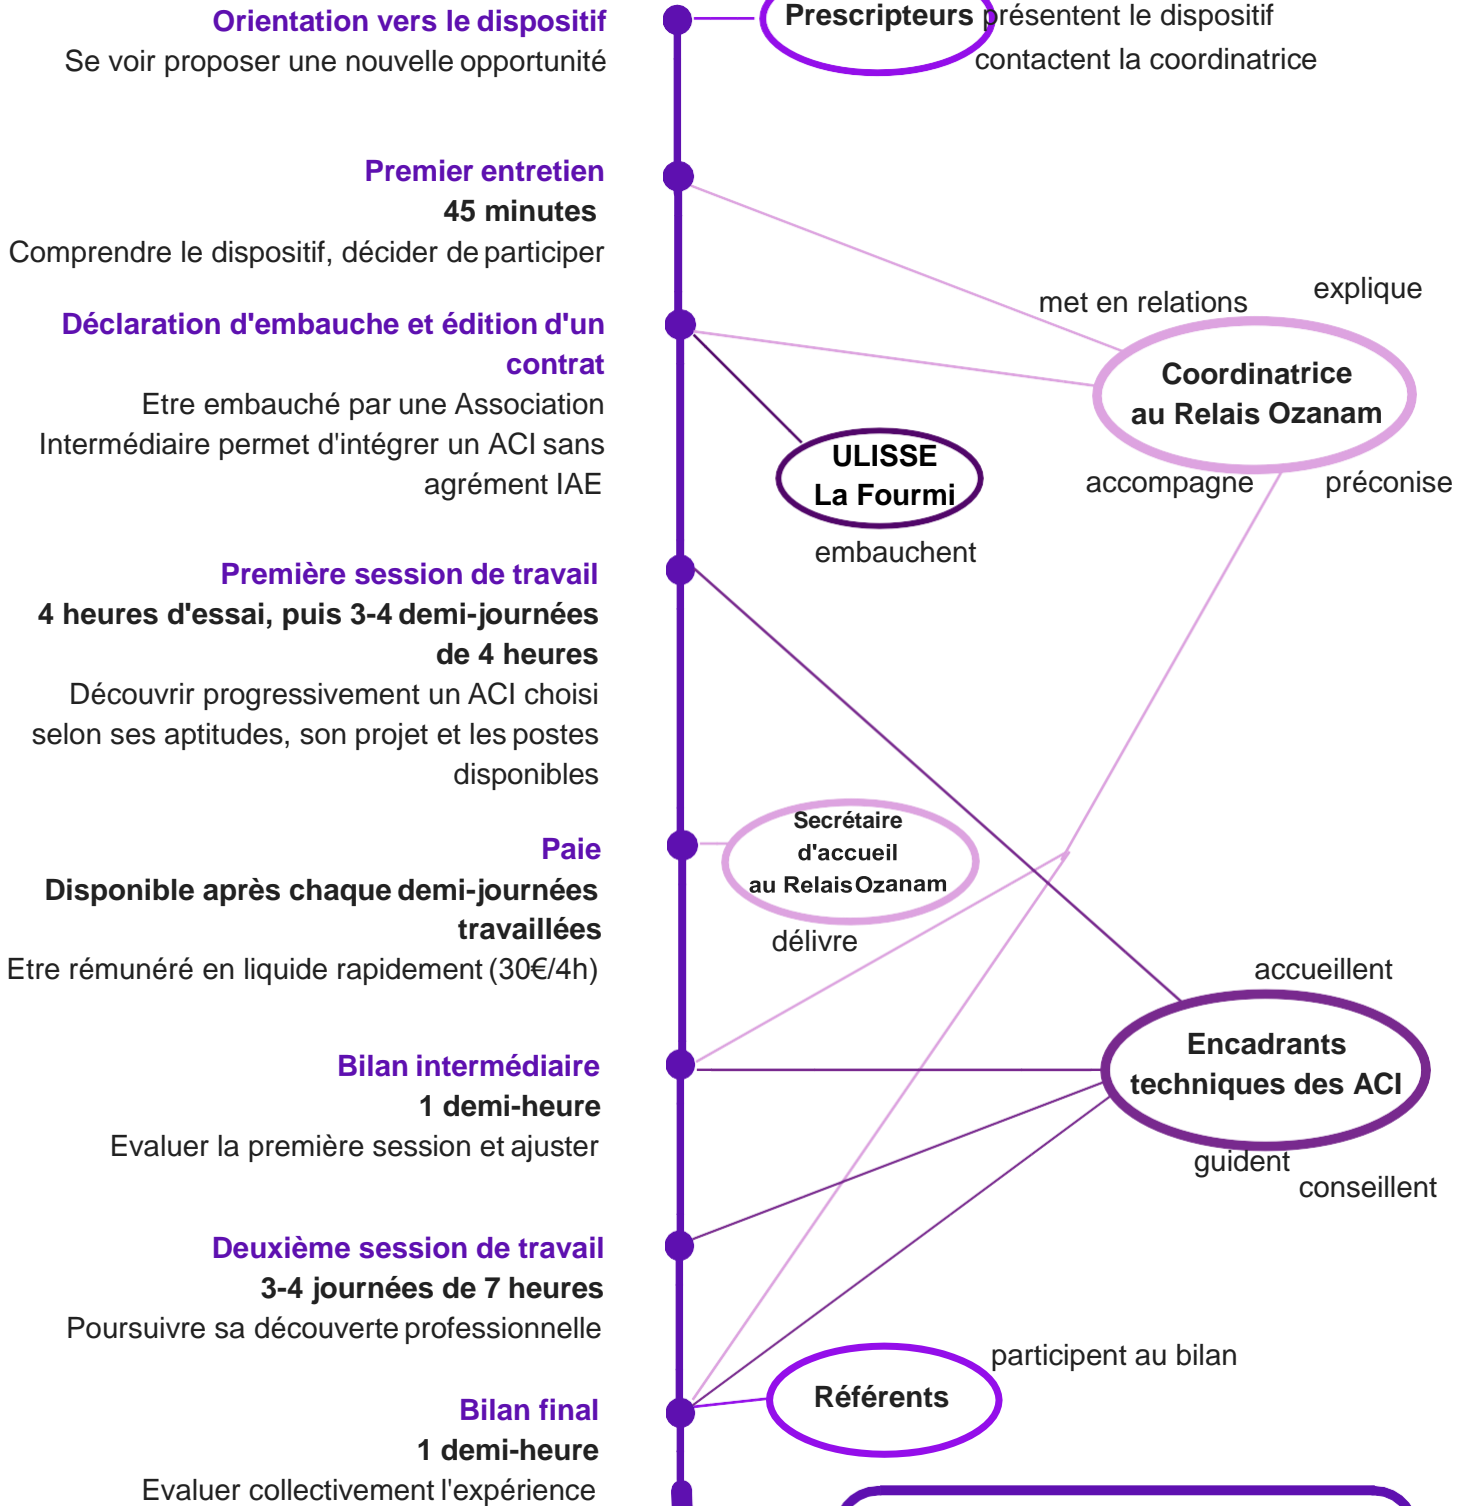 Orientation vers le dispositif
Se voir proposer une nouvelle opportunité
Prescripteurs présentent le dispositif
contactent la coordinatrice
Premier entretien
45 minutes
Comprendre le dispositif, décider de participer
met en relations
explique
Coordinatrice
au Relais Ozanam
accompagne
préconise
Déclaration d'embauche et édition d'un
contrat
Etre embauché par une Association
Intermédiaire permet d'intégrer un ACI sans
agrément IAE
ULISSE
La Fourmi
embauchent
Première session de travail
4 heures d'essai, puis 3-4 demi-journées
de 4 heures
Découvrir progressivement un ACI choisi
selon ses aptitudes, son projet et les postes
disponibles
Paie
Disponible après chaque demi-journées
travaillées
Etre rémunéré en liquide rapidement (30€/4h)
Secrétaire
d'accueil
au Relais Ozanam
délivre
accueillent
Encadrants
techniques des ACI
guident
conseillent
Bilan intermédiaire
1 demi-heure
Evaluer la première session et ajuster
Deuxième session de travail
3-4 journées de 7 heures
Poursuivre sa découverte professionnelle
participent au bilan
Référents
Bilan final
1 demi-heure
Evaluer collectivement l'expérience